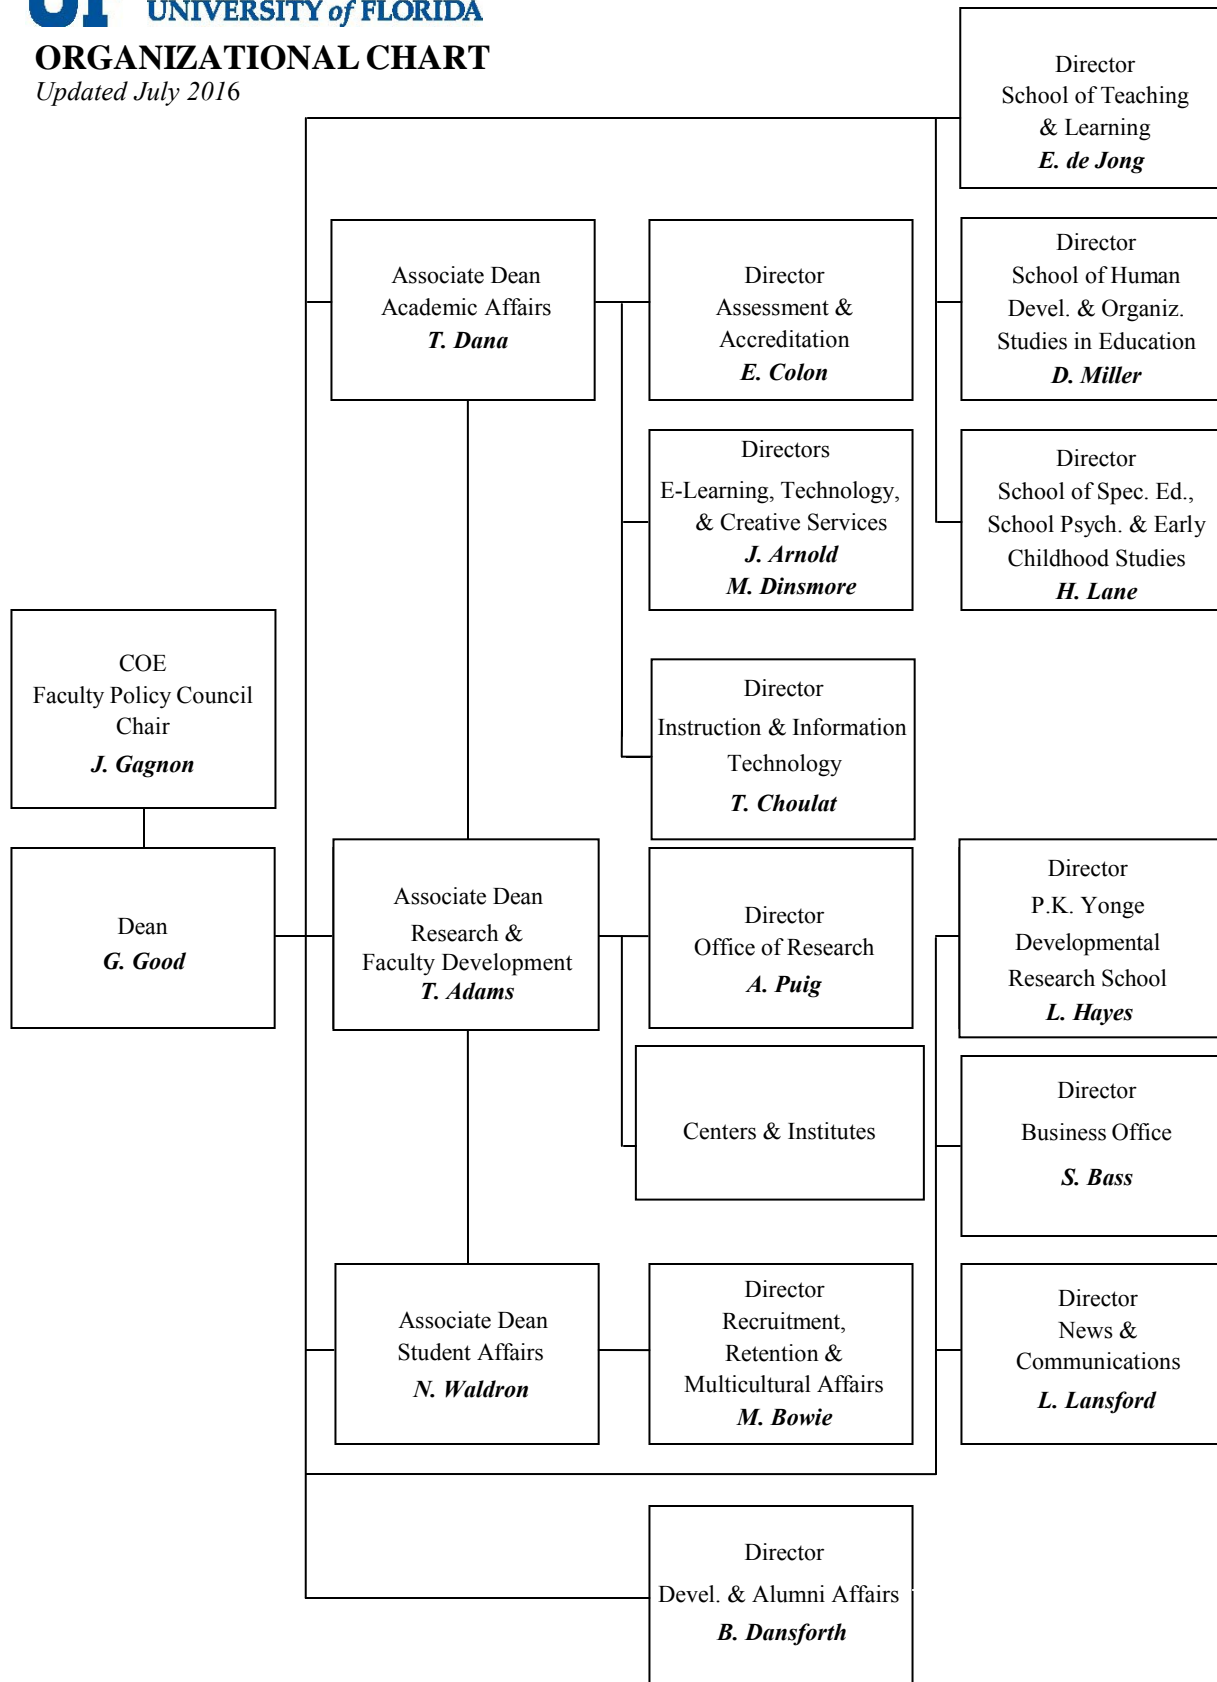 UF
UNIVERSITY of FLORIDA
ORGANIZATIONAL CHART
Updated July 2016
Director
School of Teaching
& Learning
E. de Jong
Associate Dean
Academic Affairs
T. Dana
Director
Assessment &
Accreditation
E. Colon
Director
School of Human
Devel. & Organiz.
Studies in Education
D. Miller
Directors
E-Learning, Technology,
& Creative Services
J. Arnold
M. Dinsmore
Director
School of Spec. Ed.,
School Psych. & Early
Childhood Studies
H. Lane
COE
Faculty Policy Council
Chair
J. Gagnon
Director
Instruction & Information
Technology
T. Choulat
Dean
G. Good
Associate Dean
Research &
Faculty Development
T. Adams
Director
Office of Research
A. Puig
Director
P.K. Yonge
Developmental
Research School
L. Hayes
Centers & Institutes
Director
Business Office
S. Bass
Associate Dean
Student Affairs
N. Waldron
Director
Recruitment,
Retention &
Multicultural Affairs
M. Bowie
Director
News &
Communications
L. Lansford
Director
Devel. & Alumni Affairs
B. Dansforth